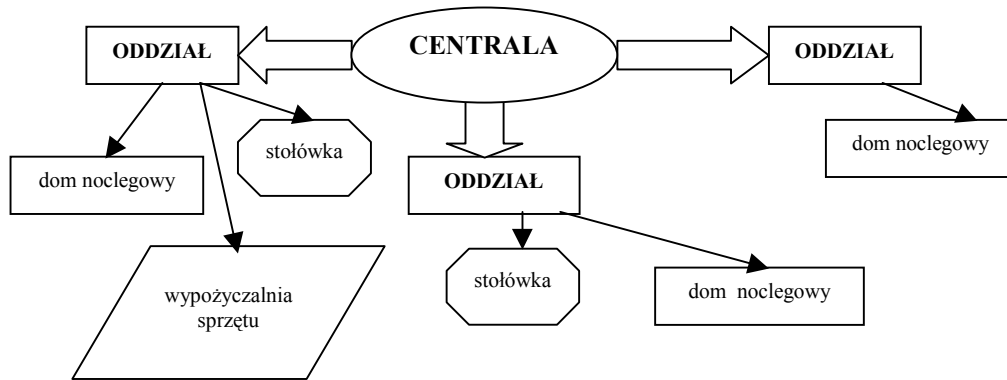 CENTRALA
ODDZIAŁ
ODDZIAŁ
stołówka
dom noclegowy
dom noclegowy
ODDZIAŁ
stołówka
dom noclegowy
wypożyczalnia
sprzętu